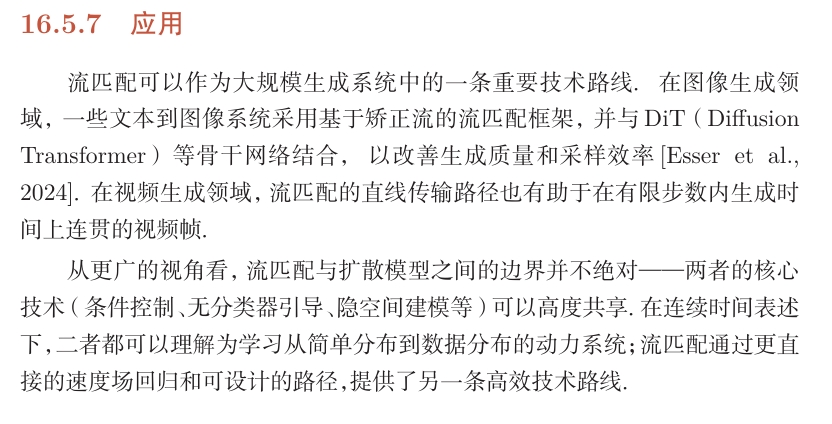 16.5.7 应用
流匹配可以作为大规模生成系统中的一条重要技术路线. 在图像生成领
域, 一些文本到图像系统采用基于矫正流的流匹配框架, 并与 DiT（Diffusion
Transformer）等骨干网络结合, 以改善生成质量和采样效率 [Esser et al.,
2024]. 在视频生成领域, 流匹配的直线传输路径也有助于在有限步数内生成时
间上连贯的视频帧.
从更广的视角看, 流匹配与扩散模型之间的边界并不绝对——两者的核心
技术（条件控制、无分类器引导、隐空间建模等）可以高度共享. 在连续时间表述
下, 二者都可以理解为学习从简单分布到数据分布的动力系统; 流匹配通过更直
接的速度场回归和可设计的路径, 提供了另一条高效技术路线.